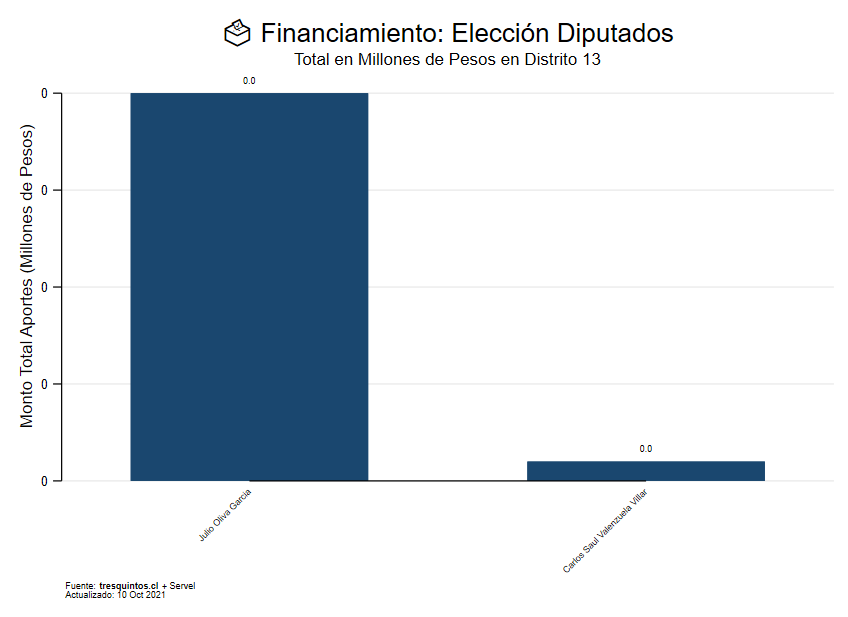 Financiamiento: Elección Diputados
Total en Millones de Pesos en Distrito 13
Monto Total Aportes (Millones de Pesos)
0
0
0
0
0
0.0
0.0
Julio Oliva Garcia
Carlos Saul Valenzuela Villar
Fuente: tresquintos.cl + Servel
Actualizado: 10 Oct 2021